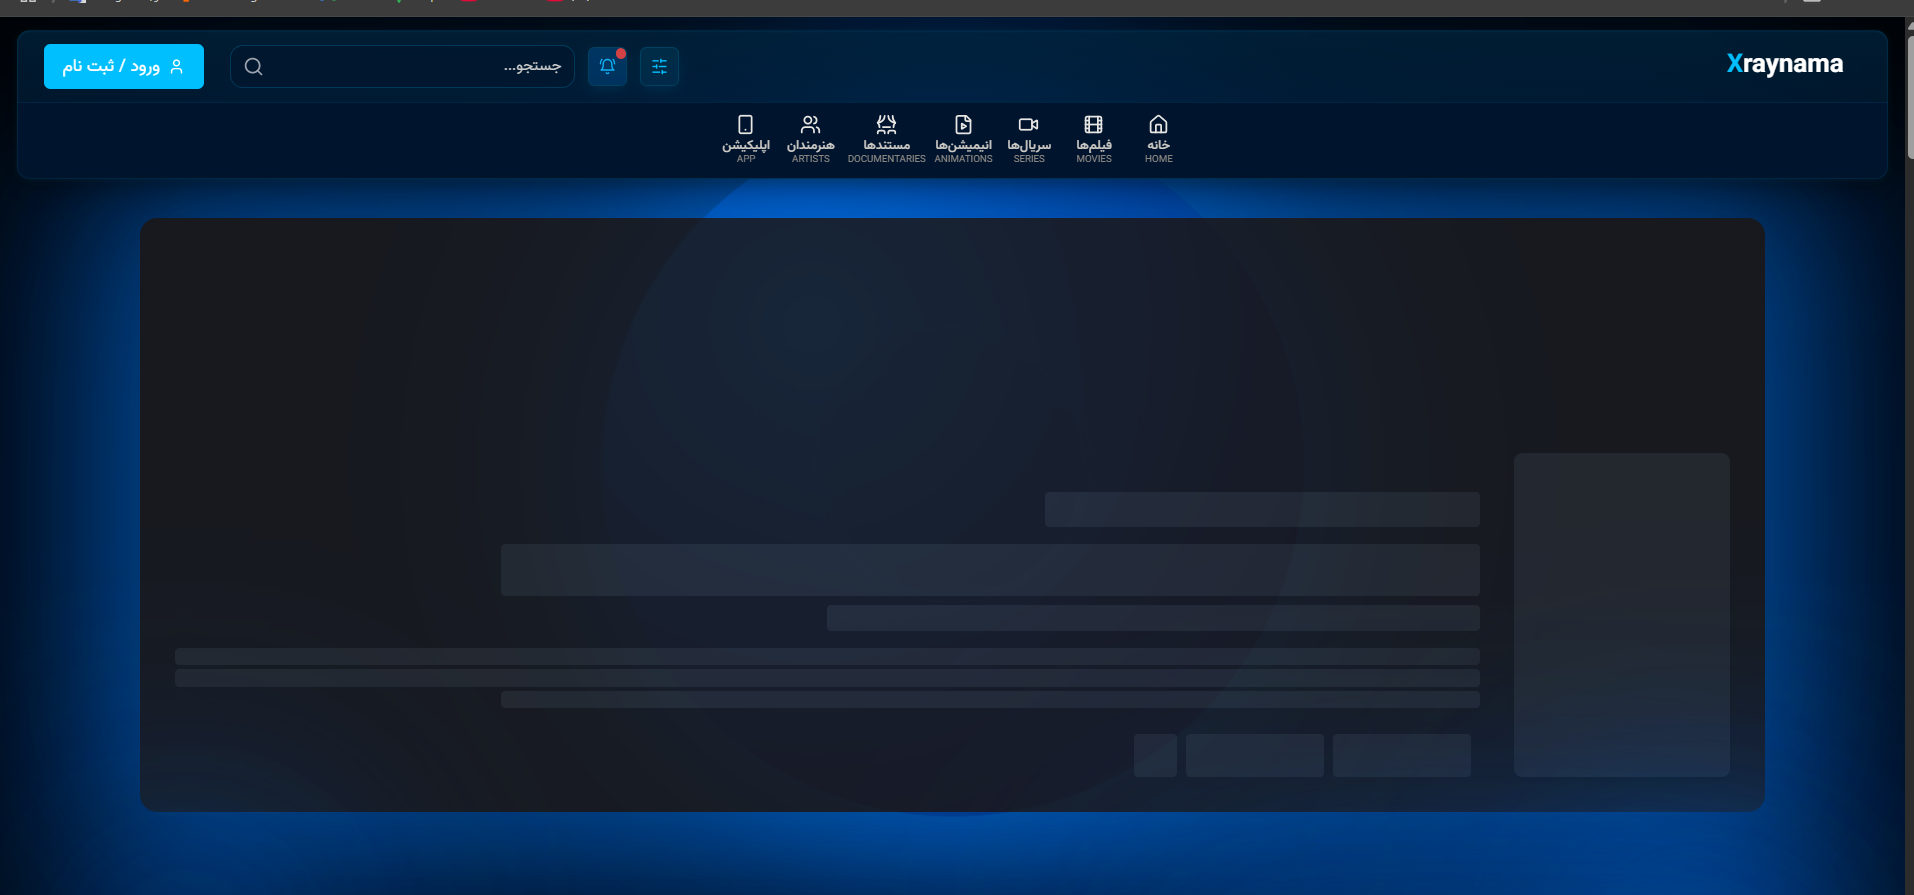 Xraynama
جستجو...
ورود / ثبت نام
خانه
HOME
فیلم‌ها
MOVIES
سریال‌ها
SERIES
انیمیشن‌ها
ANIMATIONS
مستندها
DOCUMENTARIES
هنرمندان
ARTISTS
اپلیکیشن
APP